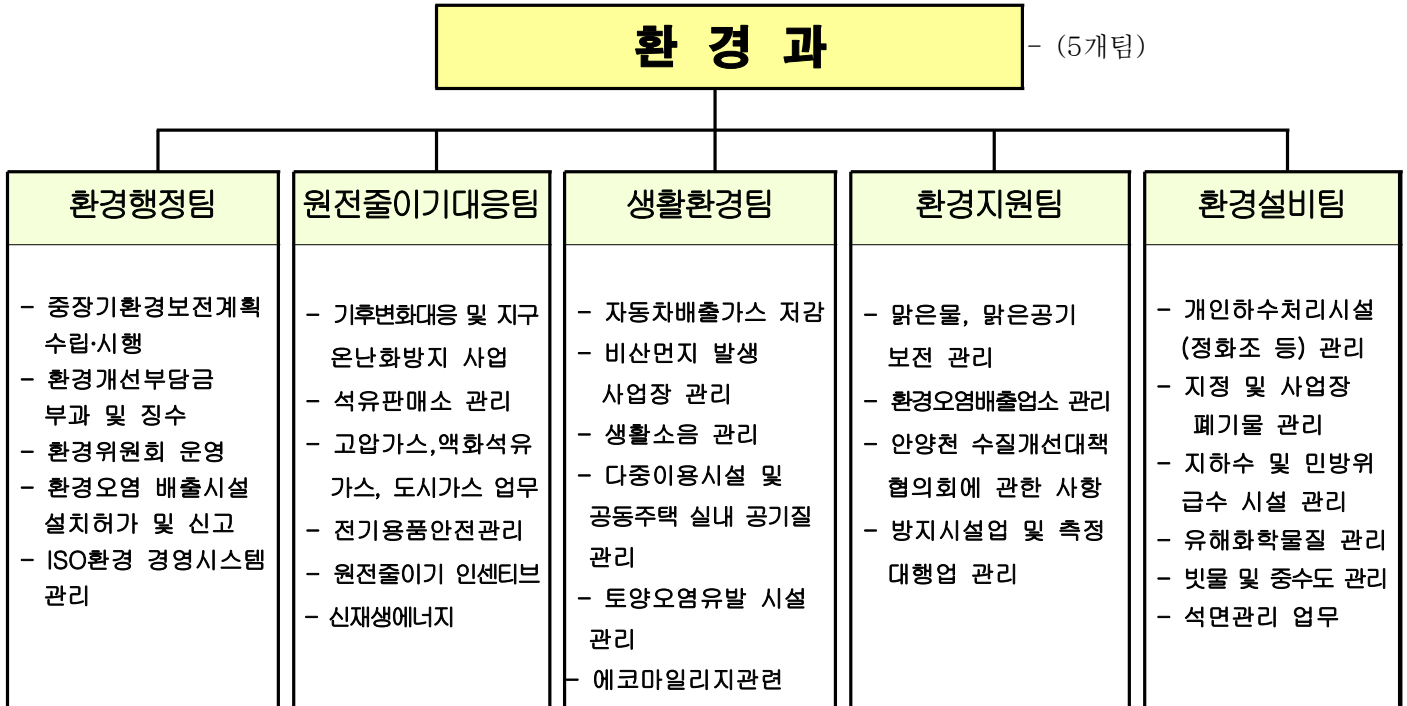 환 경 과
- (5개팀)
환경행정팀
- 중장기환경보전계획
수립·시행
- 환경개선부담금
부과 및 징수
- 환경위원회 운영
- 환경오염 배출시설
설치허가 및 신고
- ISO환경 경영시스템
관리
원전줄이기대응팀
- 기후변화대응 및 지구
온난화방지 사업
- 석유판매소 관리
- 고압가스,액화석유
가스, 도시가스 업무
- 전기용품안전관리
- 원전줄이기 인센티브
- 신재생에너지
생활환경팀
- 자동차배출가스 저감
- 비산먼지 발생
사업장 관리
- 생활소음 관리
- 다중이용시설 및
공동주택 실내 공기질
관리
- 토양오염유발 시설
관리
- 에코마일리지관련
환경지원팀
- 맑은물, 맑은공기
보전 관리
- 환경오염배출업소 관리
- 안양천 수질개선대책
협의회에 관한 사항
- 방지시설업 및 측정
대행업 관리
환경설비팀
- 개인하수처리시설
(정화조 등) 관리
- 지정 및 사업장
폐기물 관리
- 지하수 및 민방위
급수 시설 관리
- 유해화학물질 관리
- 빗물 및 중수도 관리
- 석면관리 업무